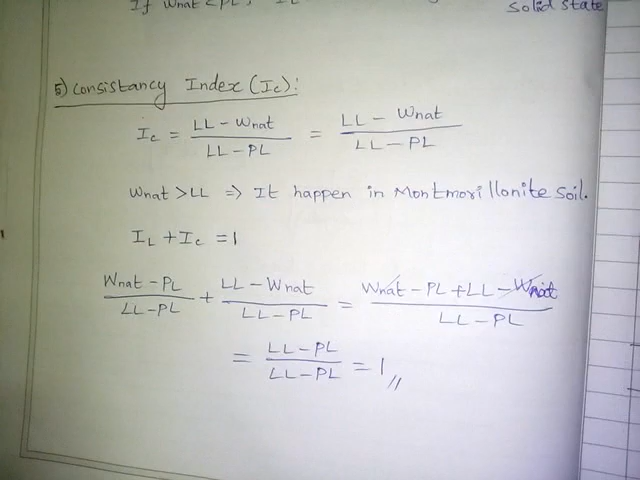 If Wnat < PL, IL
solid state
5) Consistancy Index (Ic):
Ic = LL - Wnat / LL - PL = LL - Wnat / LL - PL
Wnat > LL ⇒ It happen in Montmorillonite soil.
IL + Ic = 1
Wnat - PL / LL - PL + LL - Wnat / LL - PL = Wnat - PL + LL - Wnat / LL - PL
= LL - PL / LL - PL = 1 //